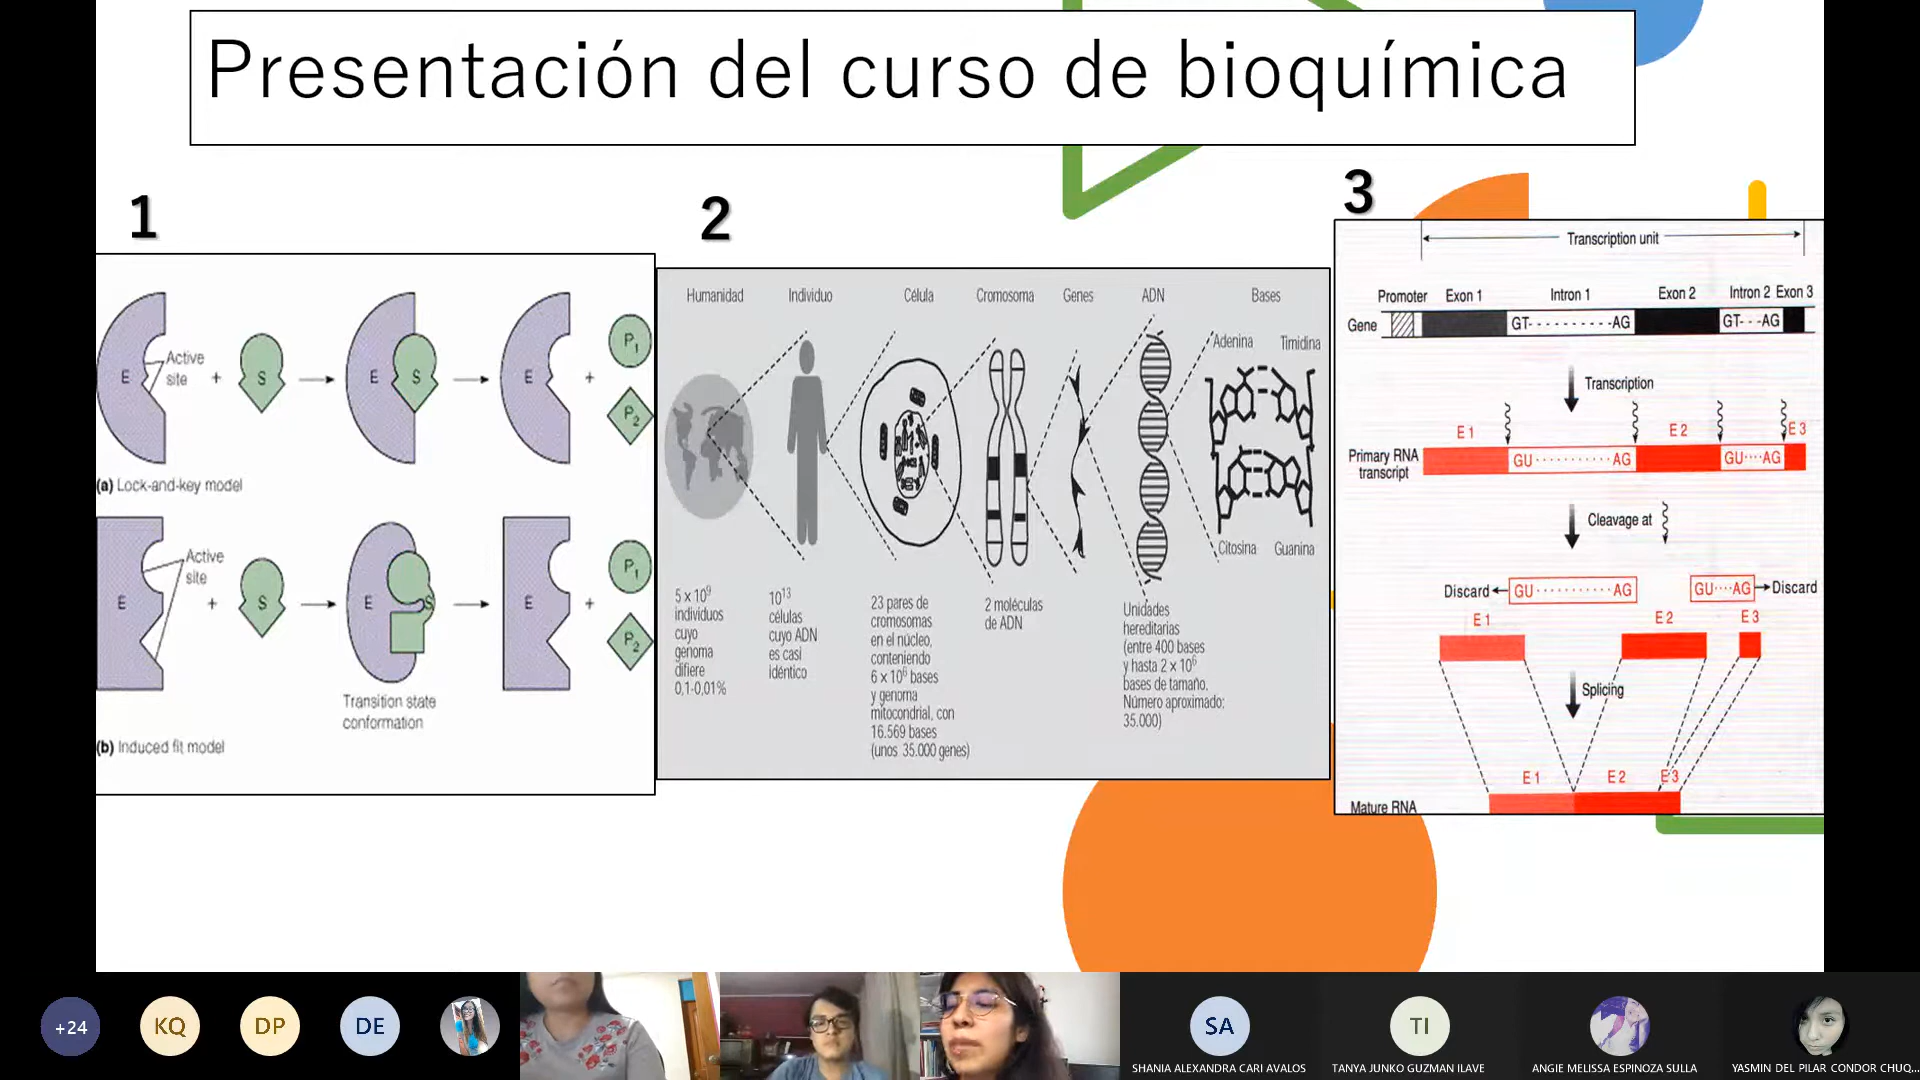 Presentación del curso de bioquímica
1
Active
site
E
+
S
E
S
E
+
P1
P2
(a) Lock-and-key model
Active
site
E
+
S
E
S
E
+
P1
P2
Transition state
conformation
(b) Induced fit model
2
Humanidad
Individuo
Célula
Cromosoma
Genes
ADN
Bases
Adenina
Timidina
Citosina
Guanina
5 x 10⁹
individuos
cuyo
genoma
difiere
0,1-0,01%
10¹³
células
cuyo ADN
es casi
idéntico
23 pares de
cromosomas
en el núcleo,
conteniendo
6 x 10⁶ bases
y genoma
mitocondrial, con
16.569 bases
(unos 35.000 genes)
2 moléculas
de ADN
Unidades
hereditarias
(entre 400 bases
y hasta 2 x 10⁶
bases de tamaño.
Número aproximado:
35.000)
3
Transcription unit
Promoter
Exon 1
Intron 1
Exon 2
Intron 2
Exon 3
Gene
GT- - - - - - - - - -AG
GT- - -AG
Transcription
E 1
E 2
E 3
Primary RNA
transcript
GU···········AG
GU····AG
Cleavage at
Discard
GU···········AG
GU····AG
Discard
E 1
E 2
E 3
Splicing
E 1
E 2
E 3
Mature RNA
+24
KQ
DP
DE
SA
SHANIA ALEXANDRA CARI AVALOS
TI
TANYA JUNKO GUZMAN ILAVE
ANGIE MELISSA ESPINOZA SULLA
YASMIN DEL PILAR CONDOR CHUQ...